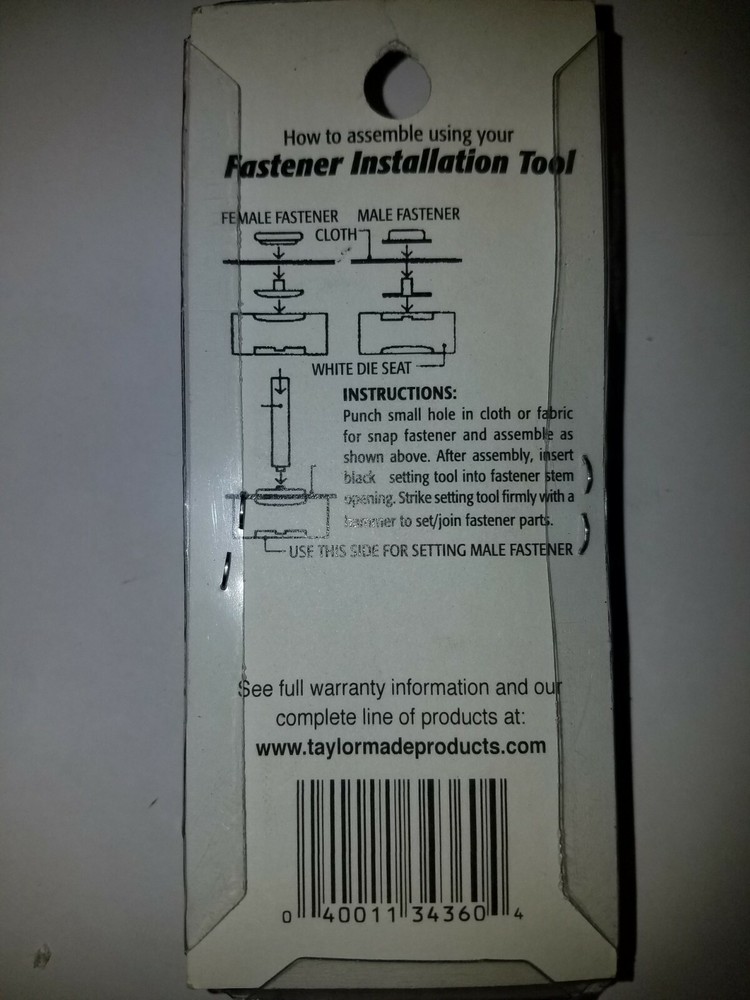 How to assemble using your
Fastener Installation Tool
FEMALE FASTENER MALE FASTENER
CLOTH
WHITE DIE SEAT
INSTRUCTIONS:
Punch small hole in cloth or fabric
for snap fastener and assemble as
shown above. After assembly, insert
black setting tool into fastener stem
opening. Strike setting tool firmly with a
hammer to set/join fastener parts.
USE THIS SIDE FOR SETTING MALE FASTENER
See full warranty information and our
complete line of products at:
www.taylormadeproducts.com
0 40011 34360 4